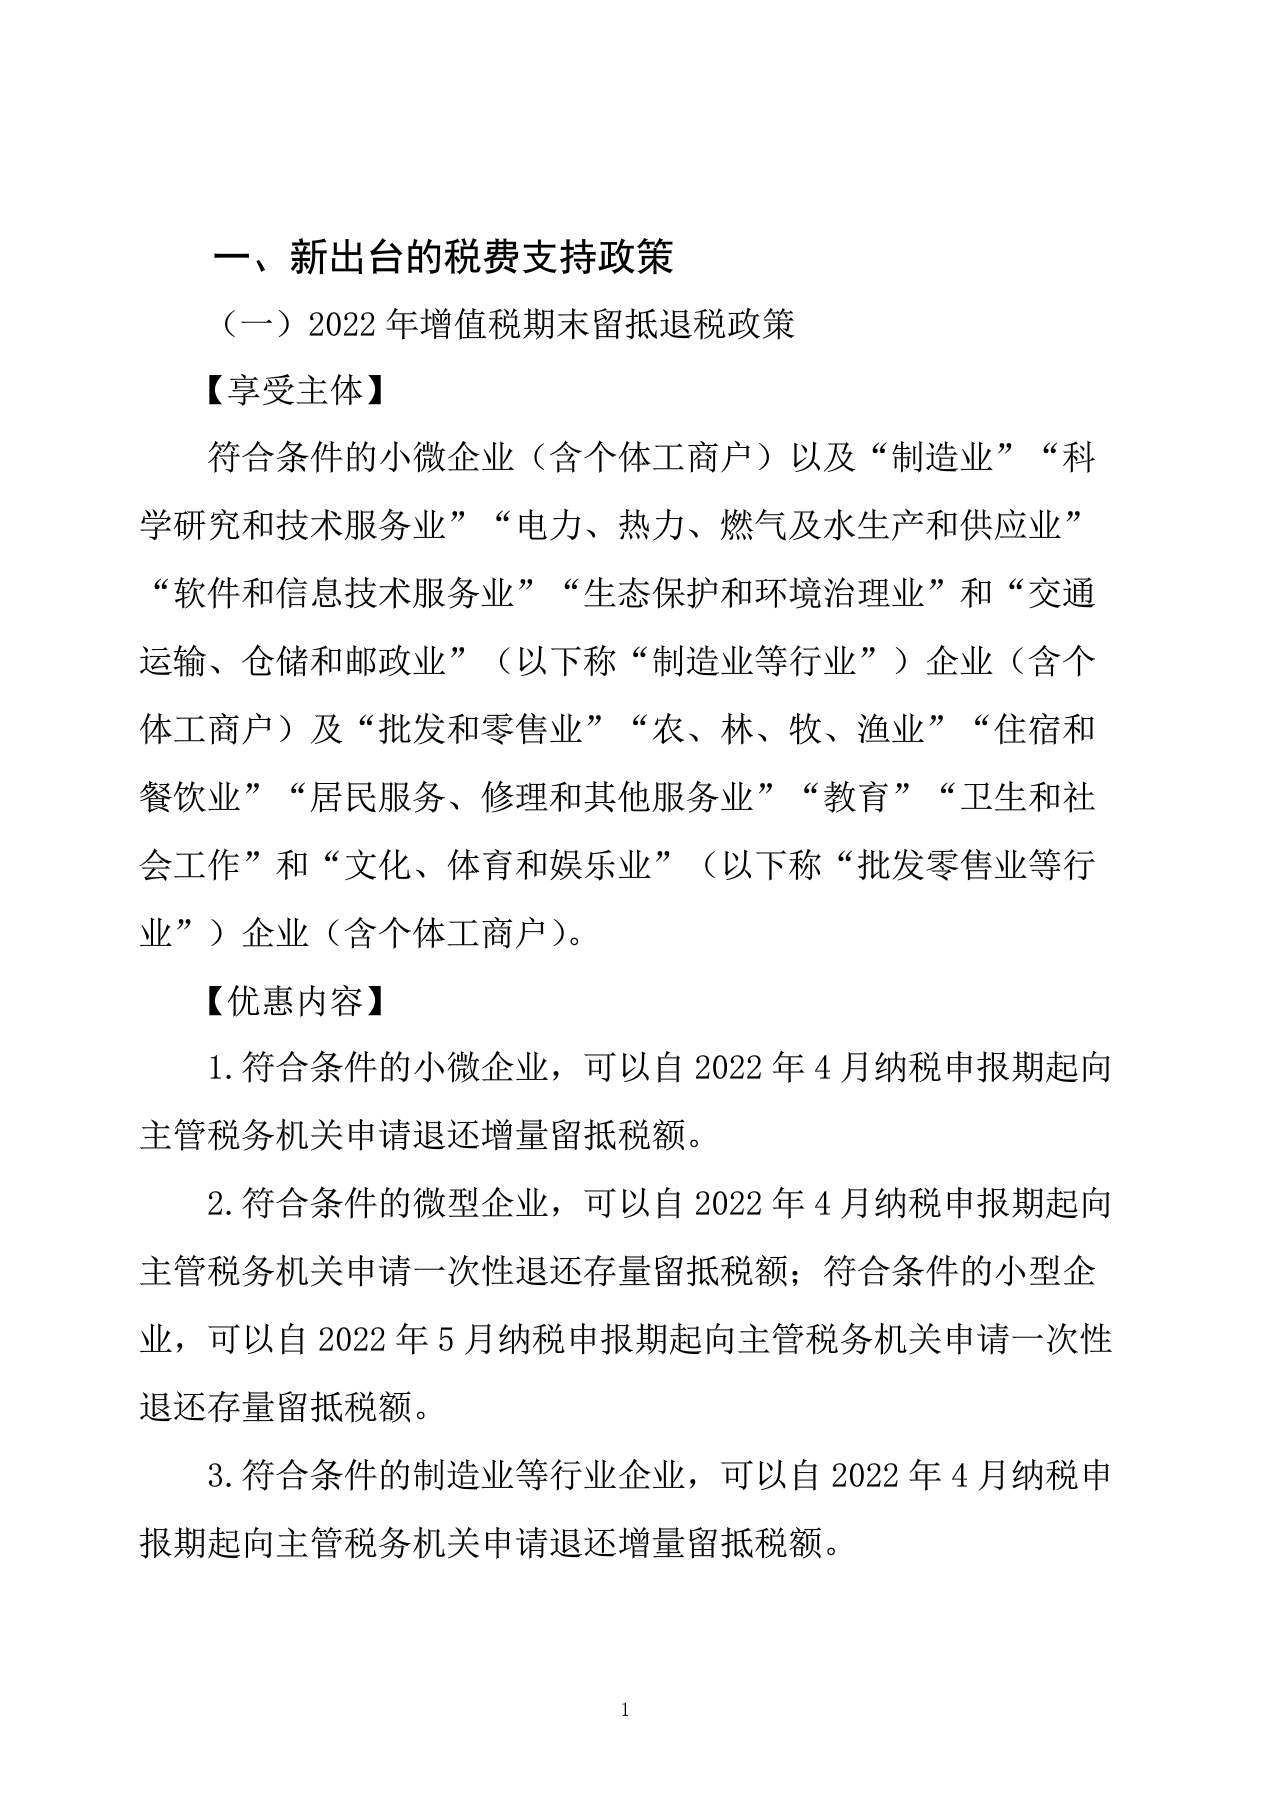 一、新出台的税费支持政策
（一）2022 年增值税期末留抵退税政策
【享受主体】
符合条件的小微企业（含个体工商户）以及“制造业”“科
学研究和技术服务业”“电力、热力、燃气及水生产和供应业”
“软件和信息技术服务业”“生态保护和环境治理业”和“交通
运输、仓储和邮政业”（以下称“制造业等行业”）企业（含个
体工商户）及“批发和零售业”“农、林、牧、渔业”“住宿和
餐饮业”“居民服务、修理和其他服务业”“教育”“卫生和社
会工作”和“文化、体育和娱乐业”（以下称“批发零售业等行
业”）企业（含个体工商户）。
【优惠内容】
1.符合条件的小微企业，可以自 2022 年 4 月纳税申报期起向
主管税务机关申请退还增量留抵税额。
2.符合条件的微型企业，可以自 2022 年 4 月纳税申报期起向
主管税务机关申请一次性退还存量留抵税额；符合条件的小型企
业，可以自 2022 年 5 月纳税申报期起向主管税务机关申请一次性
退还存量留抵税额。
3.符合条件的制造业等行业企业，可以自 2022 年 4 月纳税申
报期起向主管税务机关申请退还增量留抵税额。
1